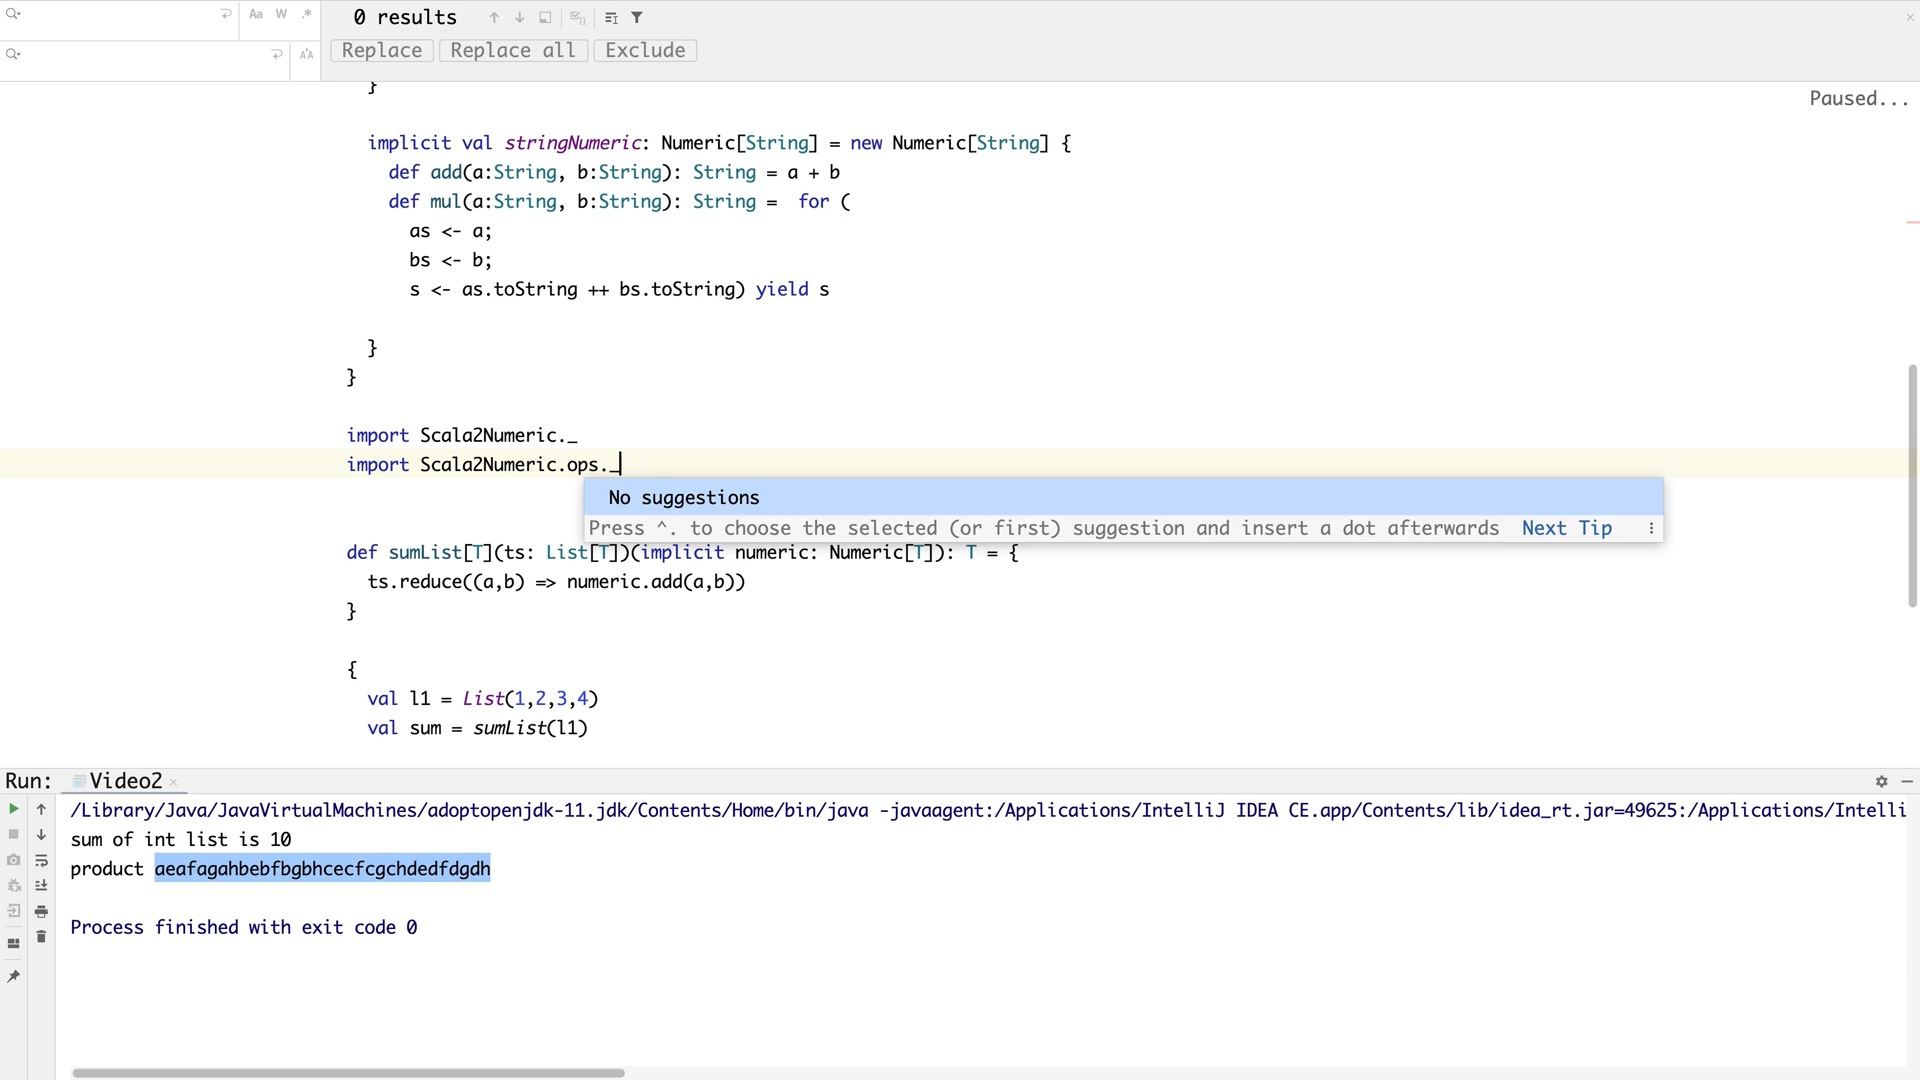 Aa W .*
0 results
Replace Replace all Exclude
}
Paused...
implicit val stringNumeric: Numeric[String] = new Numeric[String] {
def add(a:String, b:String): String = a + b
def mul(a:String, b:String): String =  for (
as <- a;
bs <- b;
s <- as.toString ++ bs.toString) yield s
}
}
import Scala2Numeric._
import Scala2Numeric.ops._
No suggestions
Press ^. to choose the selected (or first) suggestion and insert a dot afterwards Next Tip
def sumList[T](ts: List[T])(implicit numeric: Numeric[T]): T = {
ts.reduce((a,b) => numeric.add(a,b))
}
{
val l1 = List(1,2,3,4)
val sum = sumList(l1)
Run: Video2
/Library/Java/JavaVirtualMachines/adoptopenjdk-11.jdk/Contents/Home/bin/java -javaagent:/Applications/IntelliJ IDEA CE.app/Contents/lib/idea_rt.jar=49625:/Applications/Intelli
sum of int list is 10
product aeafagahbebfbgbhcecfcgchdedfdgdh
Process finished with exit code 0